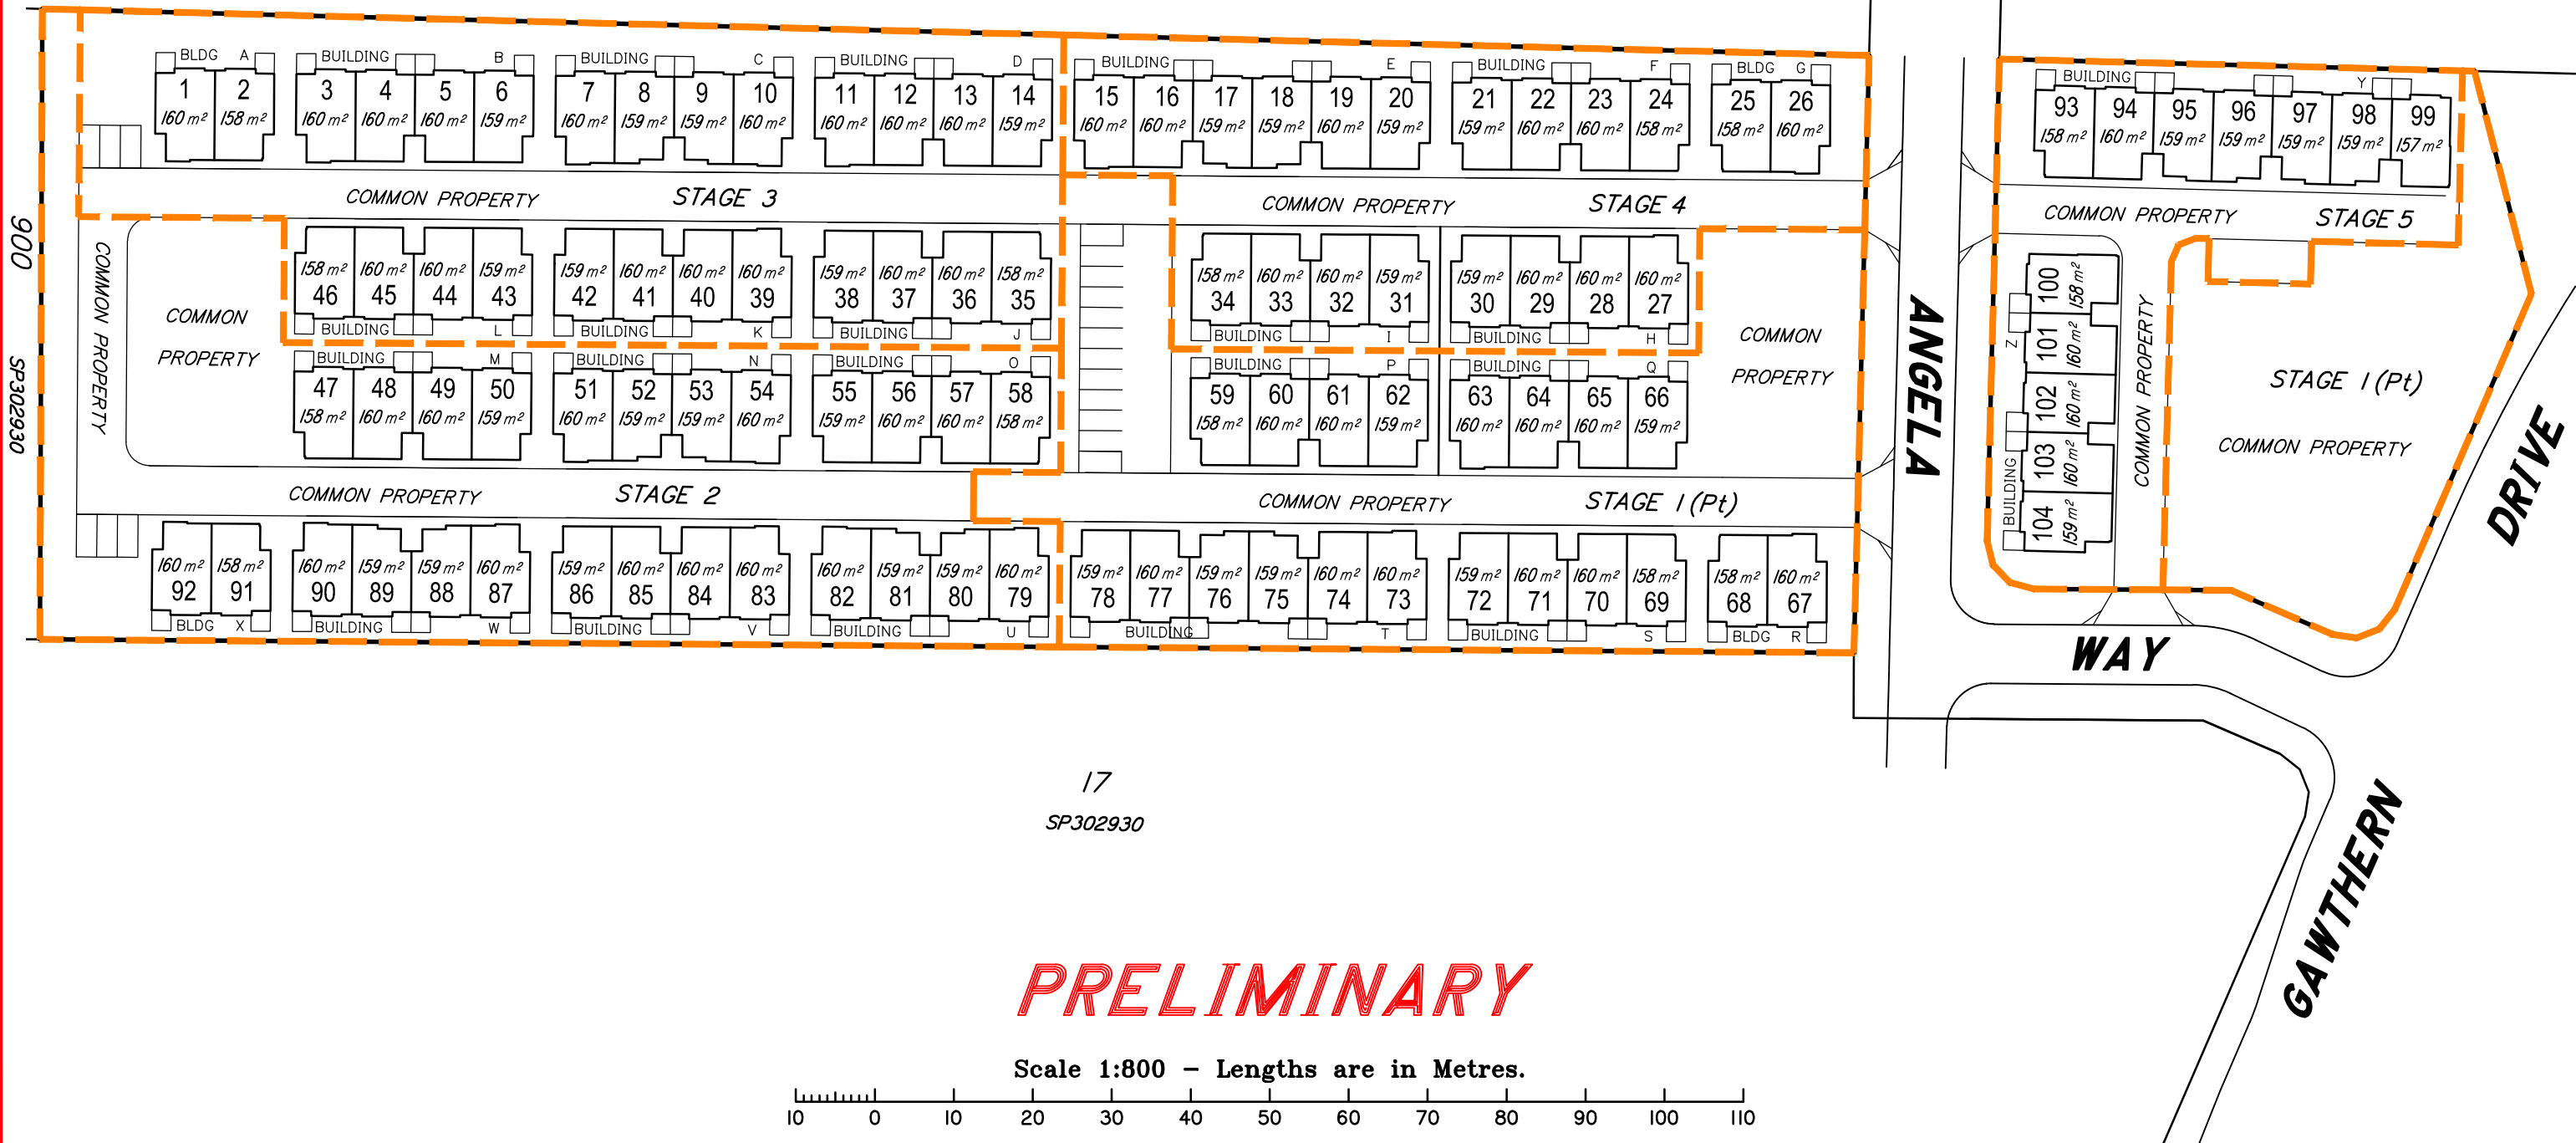 BLDG A BUILDING B BUILDING C BUILDING D BUILDING E BUILDING F BLDG G BUILDING Y
1 2 3 4 5 6 7 8 9 10 11 12 13 14 15 16 17 18 19 20 21 22 23 24 25 26 93 94 95 96 97 98 99
160 m² 158 m² 160 m² 160 m² 160 m² 159 m² 160 m² 159 m² 159 m² 160 m² 160 m² 160 m² 160 m² 159 m² 160 m² 160 m² 159 m² 159 m² 160 m² 159 m² 159 m² 160 m² 160 m² 158 m² 158 m² 160 m² 158 m² 160 m² 159 m² 159 m² 159 m² 159 m² 157 m²
COMMON PROPERTY STAGE 3 COMMON PROPERTY STAGE 4 COMMON PROPERTY STAGE 5
900
SP302930
COMMON PROPERTY
COMMON
PROPERTY
158 m² 160 m² 160 m² 159 m² 159 m² 160 m² 160 m² 160 m² 159 m² 160 m² 160 m² 158 m² 158 m² 160 m² 160 m² 159 m² 159 m² 160 m² 160 m² 160 m²
46 45 44 43 42 41 40 39 38 37 36 35 34 33 32 31 30 29 28 27
BUILDING L BUILDING K BUILDING J BUILDING I BUILDING H
BUILDING M BUILDING N BUILDING O BUILDING P BUILDING Q
47 48 49 50 51 52 53 54 55 56 57 58 59 60 61 62 63 64 65 66
158 m² 160 m² 160 m² 159 m² 160 m² 159 m² 159 m² 160 m² 159 m² 160 m² 160 m² 158 m² 158 m² 160 m² 160 m² 159 m² 160 m² 160 m² 160 m² 159 m²
COMMON
PROPERTY
ANGELA
WAY
BUILDING Z
100 158 m²
101 160 m²
102 160 m²
103 160 m²
104 159 m²
COMMON PROPERTY
STAGE 1 (Pt)
COMMON PROPERTY
GAWTHERN
DRIVE
COMMON PROPERTY STAGE 2 COMMON PROPERTY STAGE 1 (Pt)
160 m² 158 m² 160 m² 159 m² 159 m² 160 m² 159 m² 160 m² 160 m² 160 m² 160 m² 159 m² 159 m² 160 m² 159 m² 160 m² 159 m² 159 m² 160 m² 160 m² 159 m² 160 m² 160 m² 158 m² 158 m² 160 m²
92 91 90 89 88 87 86 85 84 83 82 81 80 79 78 77 76 75 74 73 72 71 70 69 68 67
BLDG X BUILDING W BUILDING V BUILDING U BUILDING T BUILDING S BLDG R
17
SP302930
PRELIMINARY
Scale 1:800 – Lengths are in Metres.
10 0 10 20 30 40 50 60 70 80 90 100 110